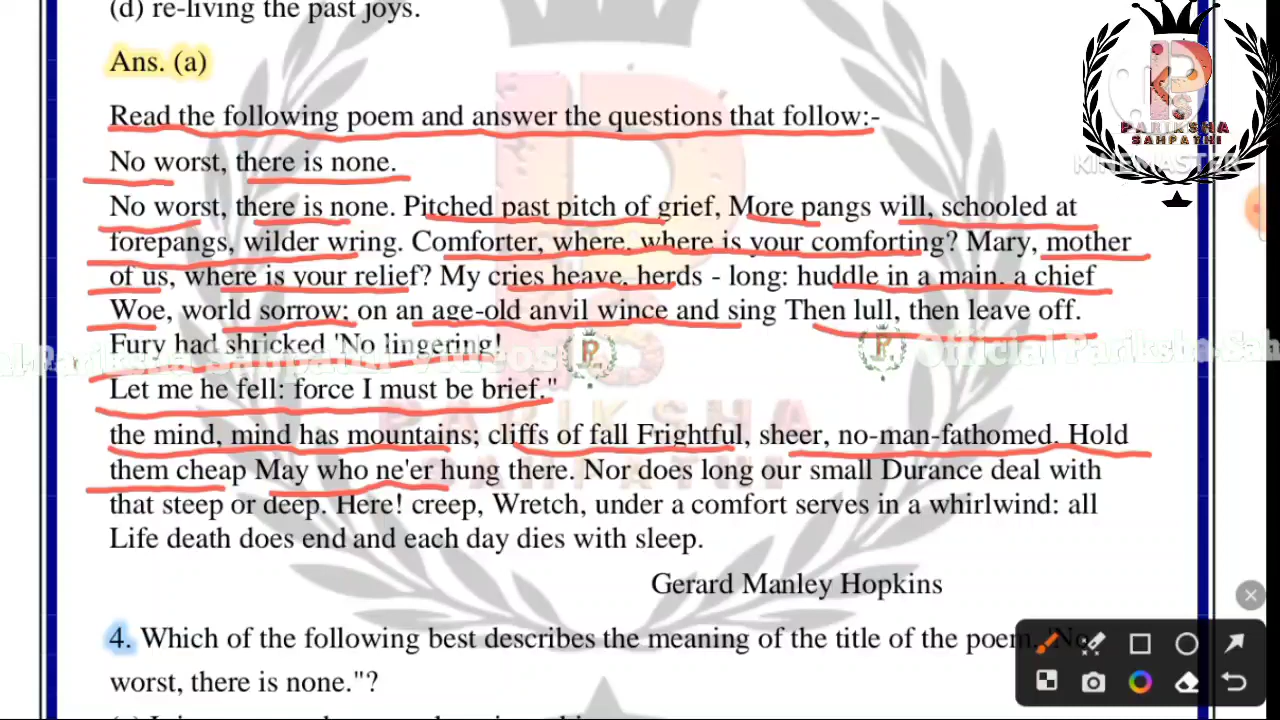 (d) re-living the past joys.
Ans. (a)
Read the following poem and answer the questions that follow:-
No worst, there is none.
No worst, there is none. Pitched past pitch of grief, More pangs will, schooled at
forepangs, wilder wring. Comforter, where, where is your comforting? Mary, mother
of us, where is your relief? My cries heave, herds - long: huddle in a main, a chief
Woe, world sorrow; on an age-old anvil wince and sing Then lull, then leave off.
Fury had shricked 'No lingering!
Let me he fell: force I must be brief."
the mind, mind has mountains; cliffs of fall Frightful, sheer, no-man-fathomed. Hold
them cheap May who ne'er hung there. Nor does long our small Durance deal with
that steep or deep. Here! creep, Wretch, under a comfort serves in a whirlwind: all
Life death does end and each day dies with sleep.
Gerard Manley Hopkins
4. Which of the following best describes the meaning of the title of the poem, "No
worst, there is none."?
PARIKSHA
SAHPATHI
KINEMASTER
PARIKSHA
SAHPATHI
Official Pariksha Sah